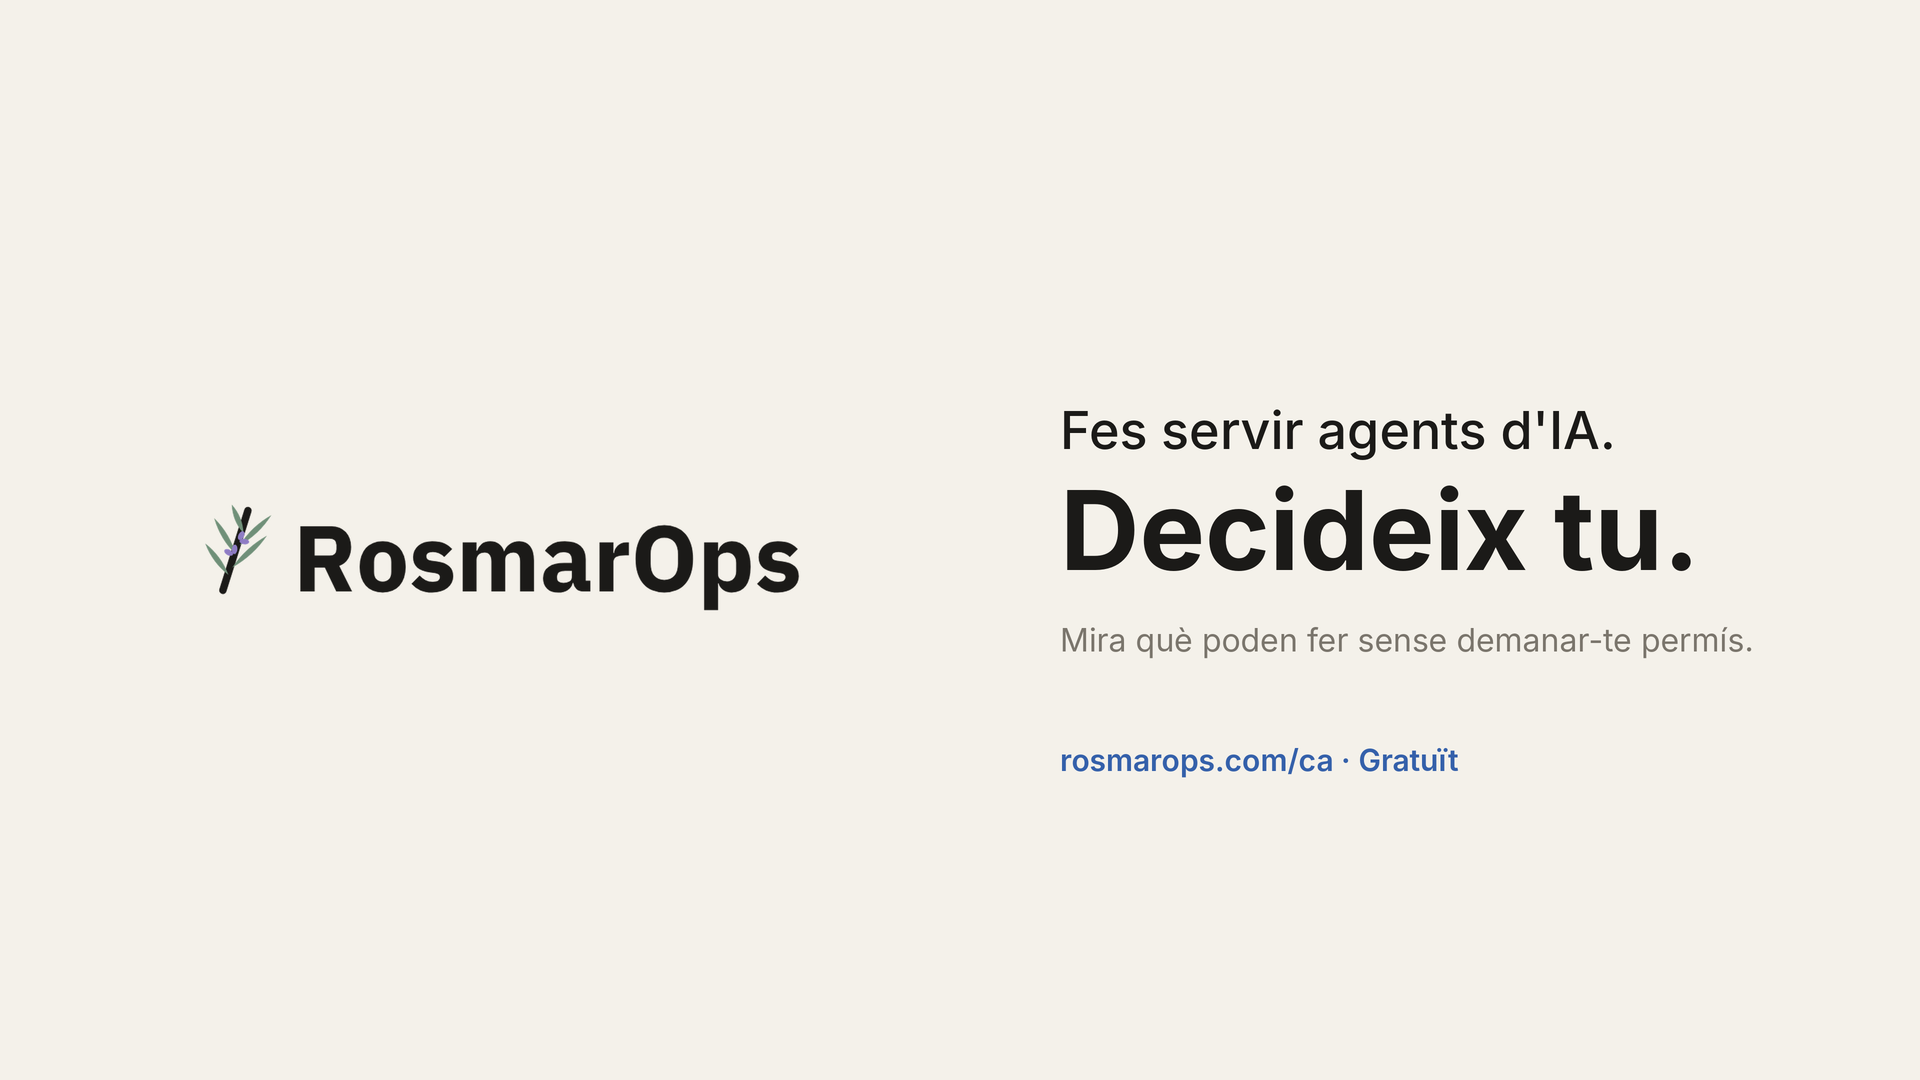 RosmarOps
Fes servir agents d'IA.
Decideix tu.
Mira què poden fer sense demanar-te permís.
rosmarops.com/ca · Gratuït